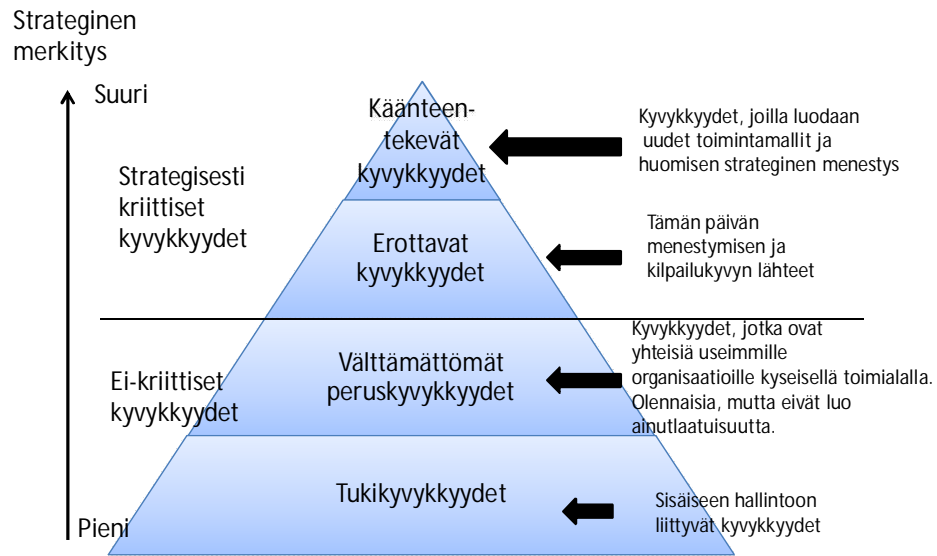 Strateginen
merkitys
Suuri
Käänteen-
tekevät
kyvykkyydet
Kyvykkyydet, joilla luodaan
uudet toimintamallit ja
huomisen strateginen menestys
Strategisesti
kriittiset
kyvykkyydet
Erottavat
kyvykkyydet
Tämän päivän
menestymisen ja
kilpailukyvyn lähteet
Ei-kriittiset
kyvykkyydet
Välttämättömät
peruskyvykkyydet
Kyvykkyydet, jotka ovat
yhteisiä useimmille
organisaatioille kyseisellä toimialalla.
Olennaisia, mutta eivät luo
ainutlaatuisuutta.
Tukikyvykkyydet
Sisäiseen hallintoon
liittyvät kyvykkyydet
Pieni